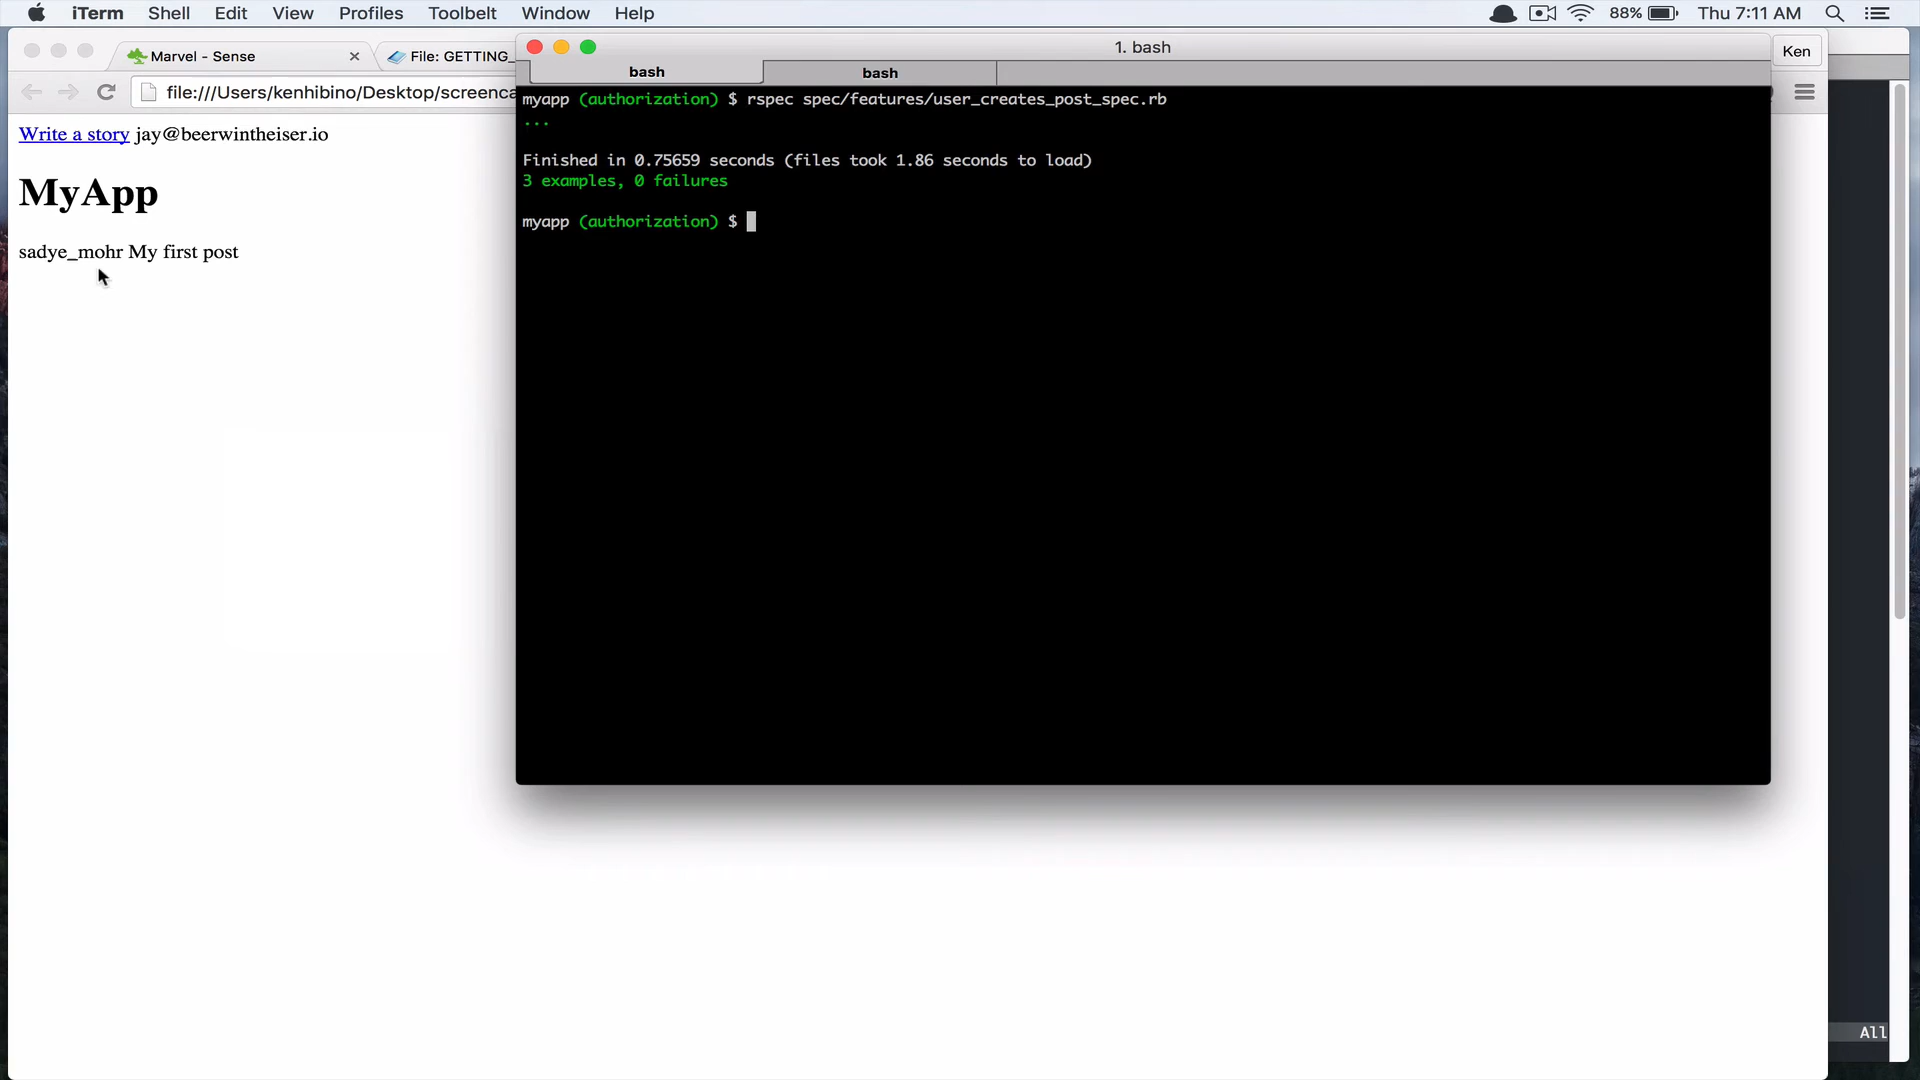 iTerm Shell Edit View Profiles Toolbelt Window Help 88% Thu 7:11 AM
Marvel - Sense File: GETTING_
file:///Users/kenhibino/Desktop/screenca
1. bash
Ken
bash bash
Write a story jay@beerwintheiser.io
MyApp
sadye_mohr My first post
myapp (authorization) $ rspec spec/features/user_creates_post_spec.rb
...
Finished in 0.75659 seconds (files took 1.86 seconds to load)
3 examples, 0 failures
myapp (authorization) $
All